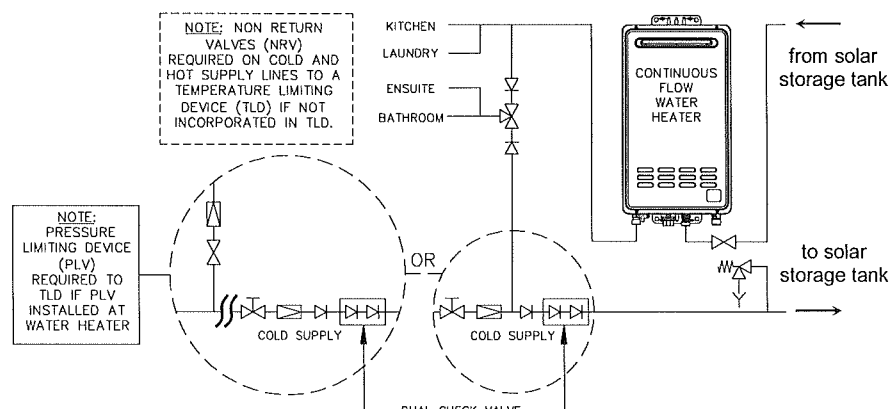 NOTE: NON RETURN
VALVES (NRV)
REQUIRED ON COLD AND
HOT SUPPLY LINES TO A
TEMPERATURE LIMITING
DEVICE (TLD) IF NOT
INCORPORATED IN TLD.
KITCHEN
LAUNDRY
ENSUITE
BATHROOM
CONTINUOUS
FLOW
WATER
HEATER
from solar
storage tank
NOTE:
PRESSURE
LIMITING DEVICE
(PLV)
REQUIRED TO
TLD IF PLV
INSTALLED AT
WATER HEATER
OR
to solar
storage tank
COLD SUPPLY
COLD SUPPLY
DUAL CHECK VALVE